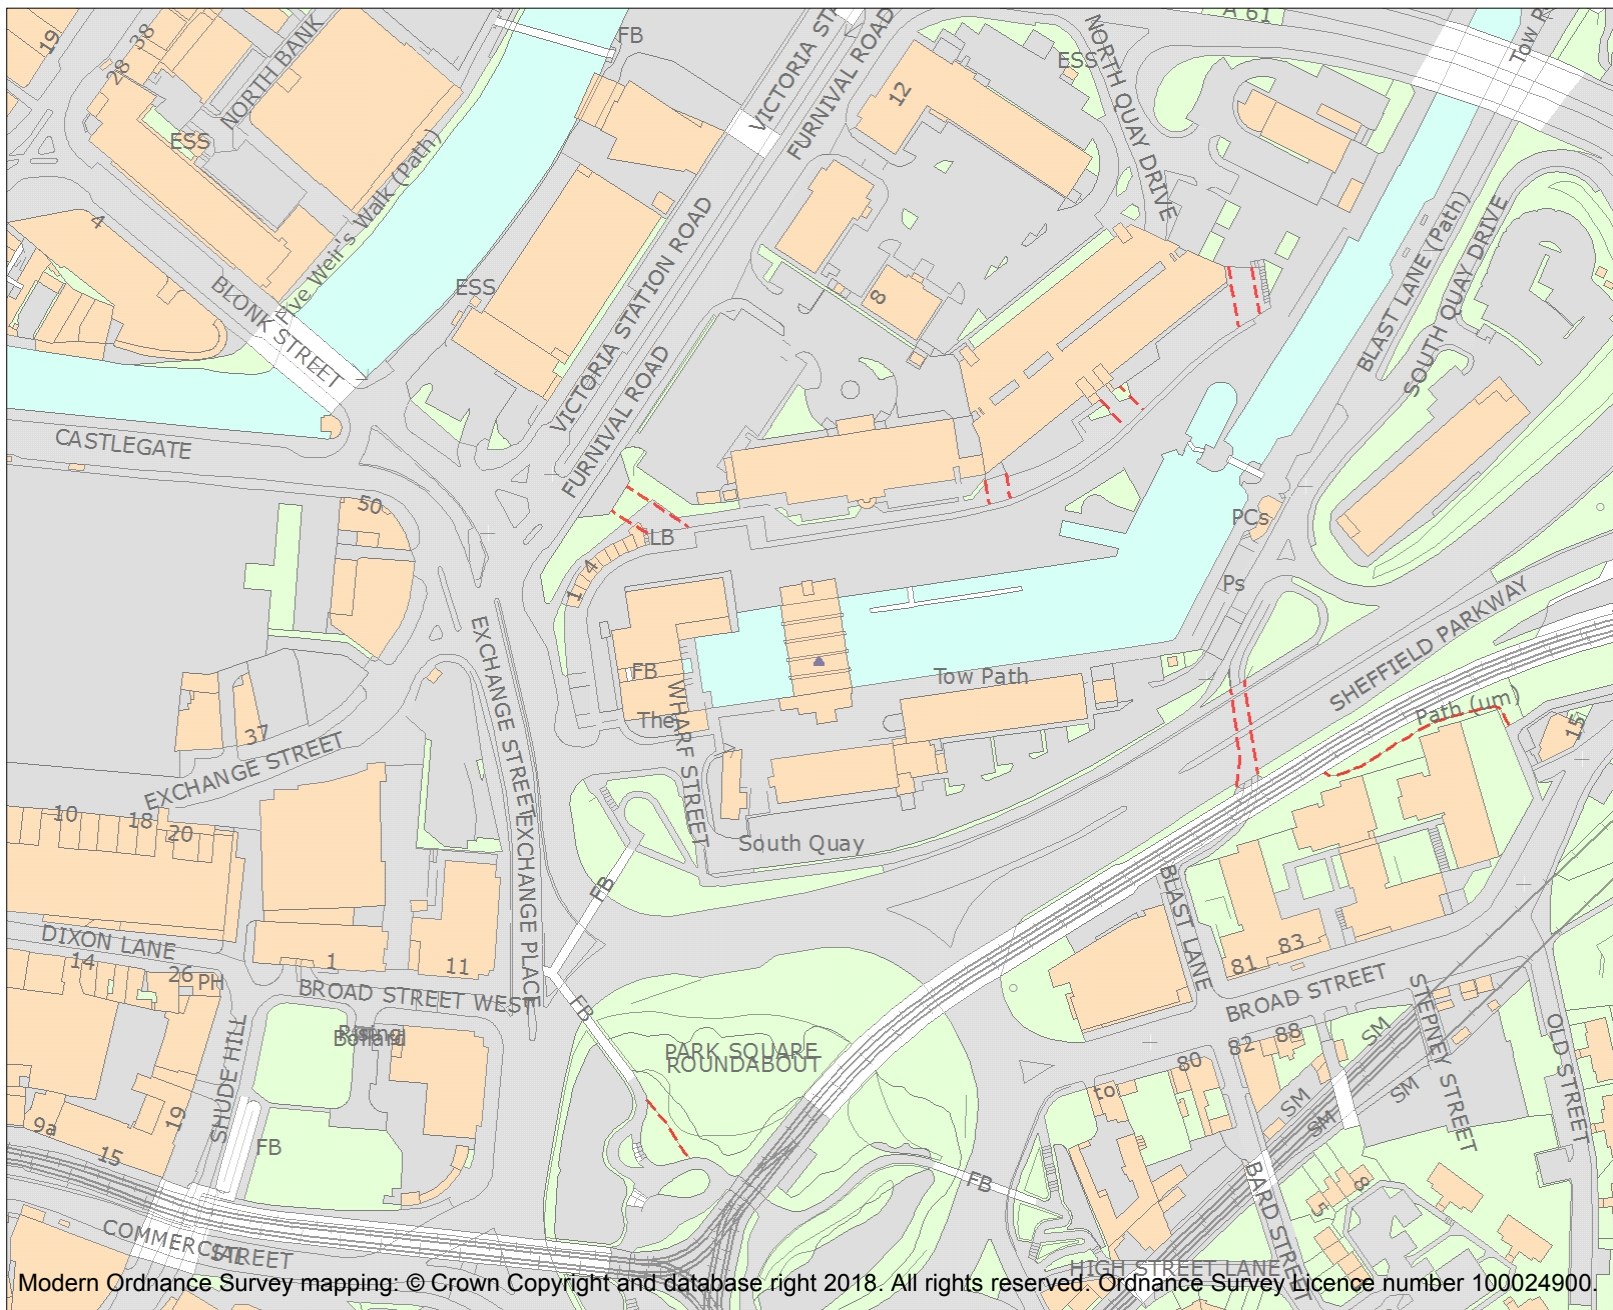 19
38
28
NORTH BANK
FB
VICTORIA STA
FURNIVAL ROAD
A 61
NORTH QUAY DRIVE
ESS
Tow P
12
VICTORIA STATION ROAD
FURNIVAL ROAD
ESS
ive Weir's Walk (Path)
BLONK STREET
4
ESS
8
BLAST LANE (Path)
SOUTH QUAY DRIVE
CASTLEGATE
50
LB
1
4
PCs
Ps
EXCHANGE STREET
FB
WHARF STREET
The
Tow Path
SHEFFIELD PARKWAY
Path (um)
15
37
EXCHANGE STREET
10
18
20
South Quay
EXCHANGE PLACE
FB
BLAST LANE
DIXON LANE
14
26
PH
1
11
BROAD STREET WEST
83
81
BROAD STREET
FB
SHUDE HILL
PARK SQUARE
ROUNDABOUT
STEPNEY STREET
OLD STREET
SM
88
82
80
to
SM
SM
SM
9a
15
19
FB
FB
BARD STREET
5
8
COMMERCIAL
STREET
HIGH STREET LANE
Modern Ordnance Survey mapping: © Crown Copyright and database right 2018. All rights reserved. Ordnance Survey Licence number 100024900.